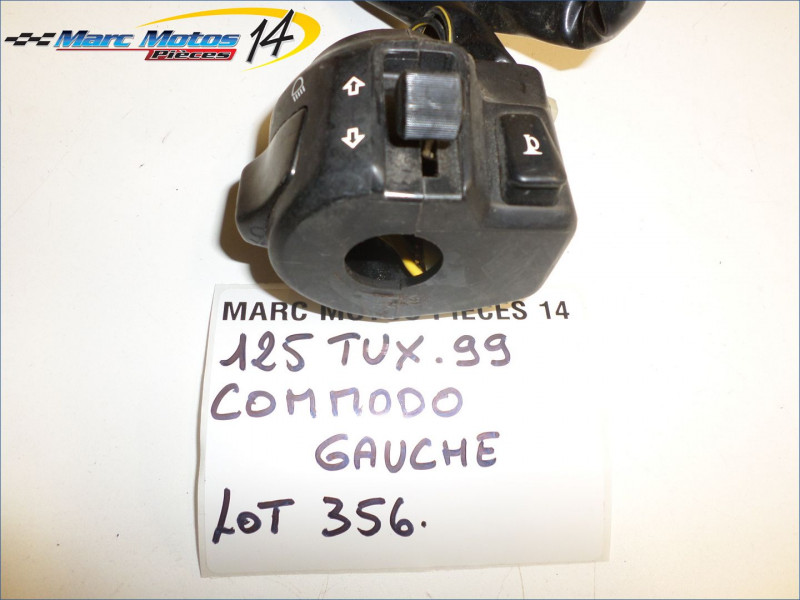 Marc Motos 14
Pièces
MARC MOTOS PIECES 14
125 TUX.99
COMMODO
GAUCHE
LOT 356.